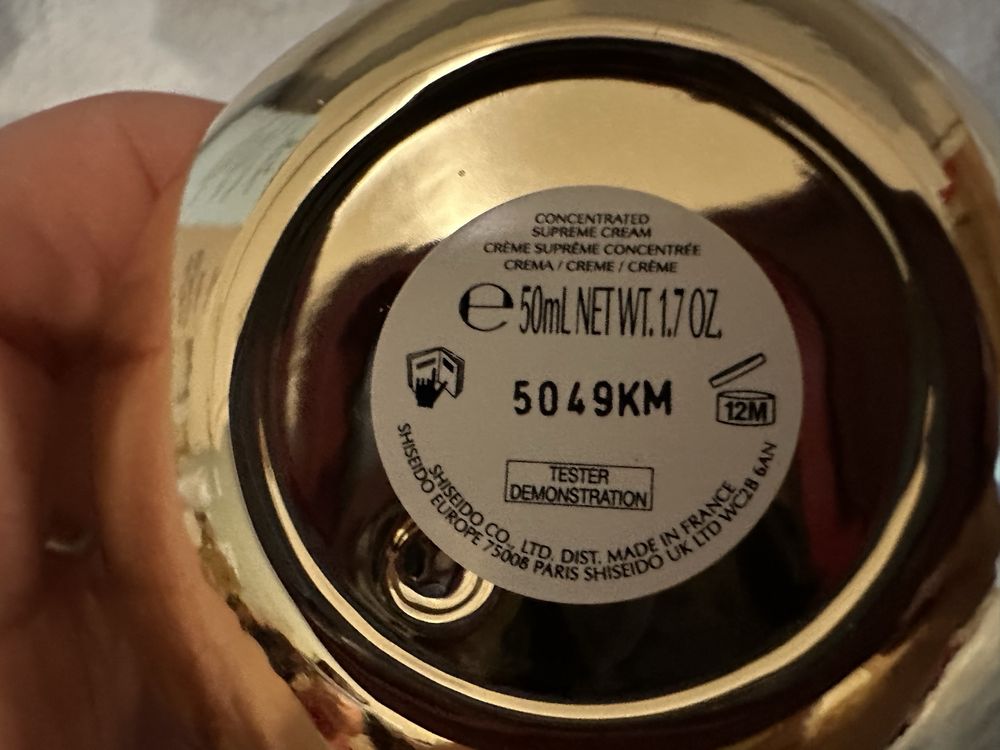 CONCENTRATED
SUPREME CREAM
CRÈME SUPRÊME CONCENTRÉE
CREMA / CREME / CRÈME
e 50mL NET WT. 1.7 OZ.
5049KM
12M
TESTER
DEMONSTRATION
SHISEIDO CO., LTD. DIST. MADE IN FRANCE
SHISEIDO EUROPE 75008 PARIS SHISEIDO UK LTD WC2B 6AN